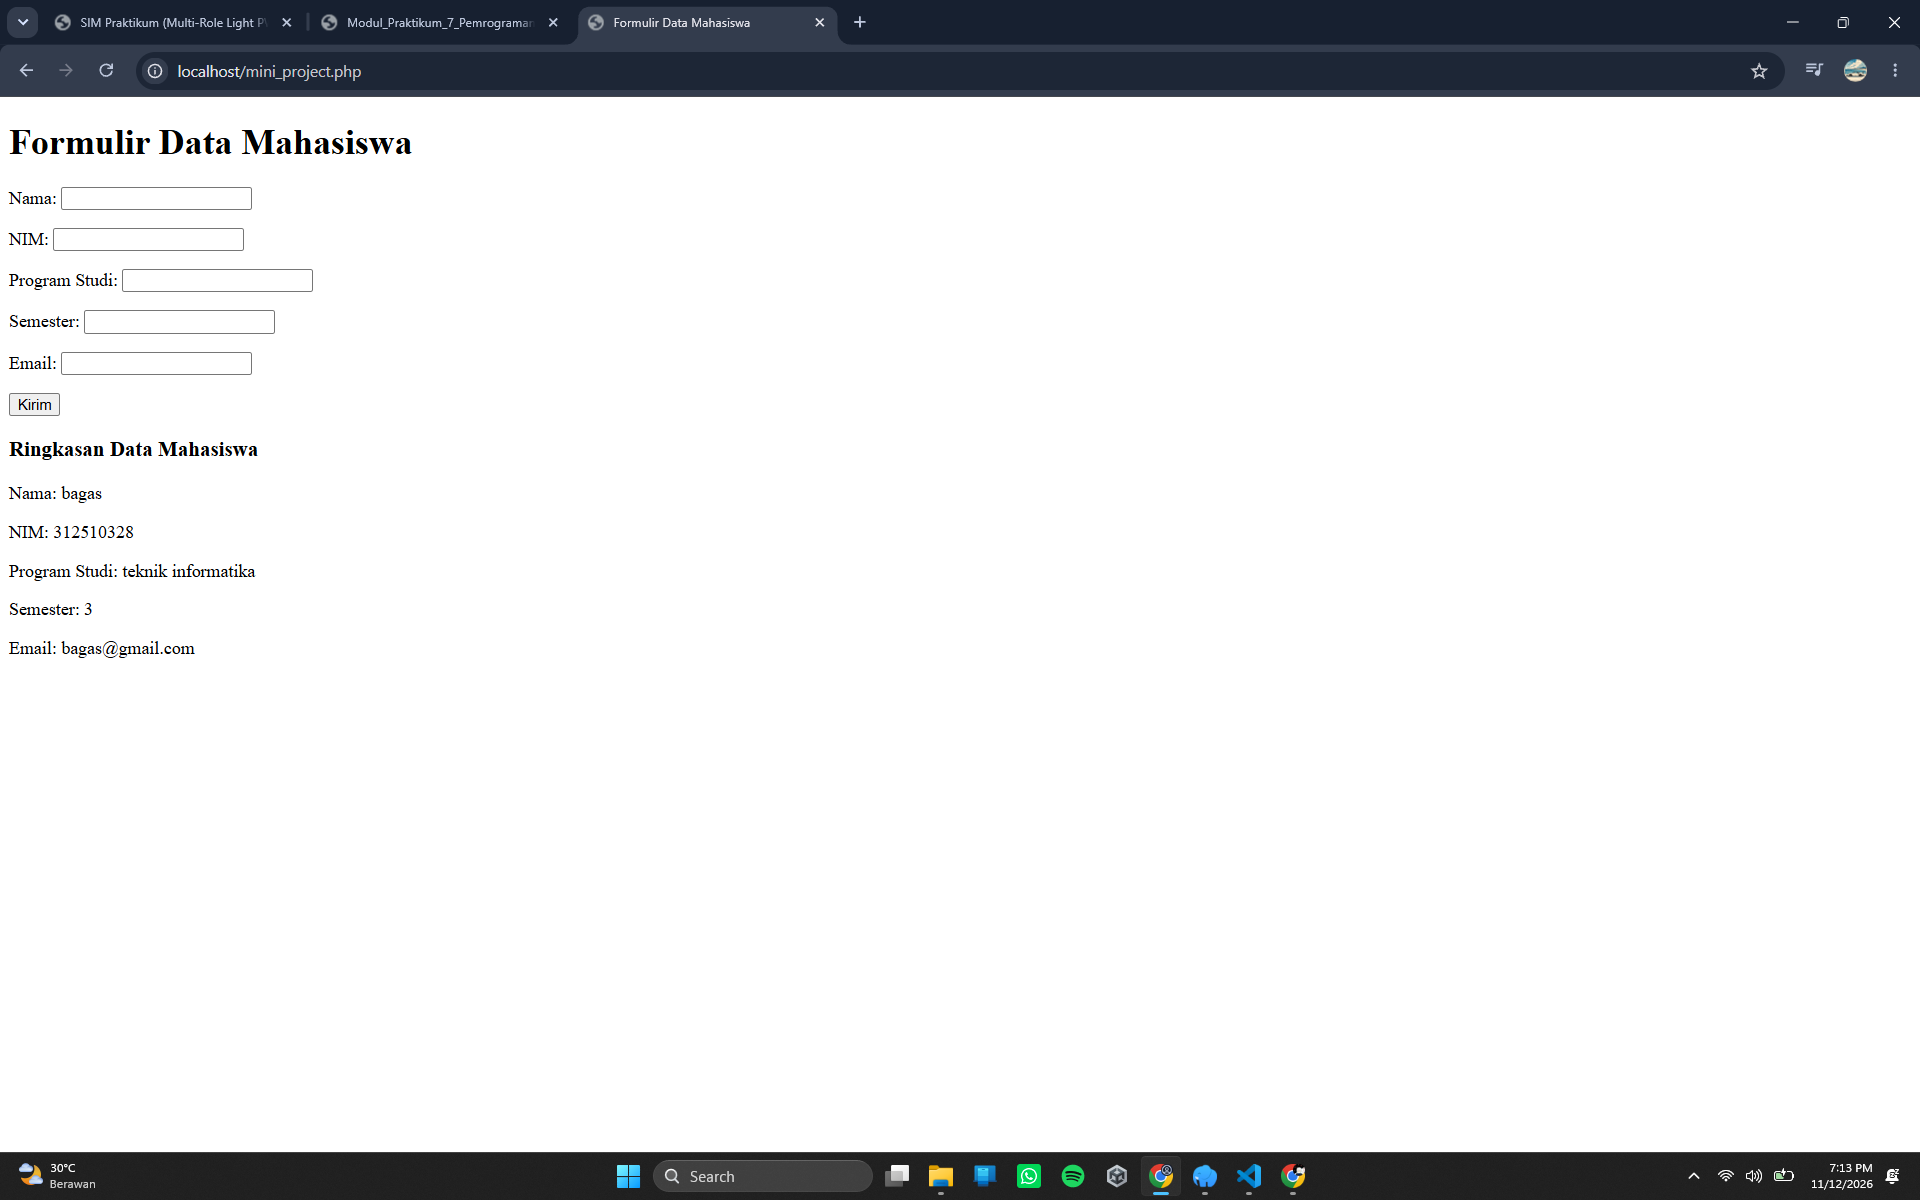 SIM Praktikum (Multi-Role Light
Modul_Praktikum_7_Pemrograman
Formulir Data Mahasiswa
localhost/mini_project.php
Formulir Data Mahasiswa
Nama:
NIM:
Program Studi:
Semester:
Email:
Kirim
Ringkasan Data Mahasiswa
Nama: bagas
NIM: 312510328
Program Studi: teknik informatika
Semester: 3
Email: bagas@gmail.com
30°C
Berawan
Search
7:13 PM
11/12/2026